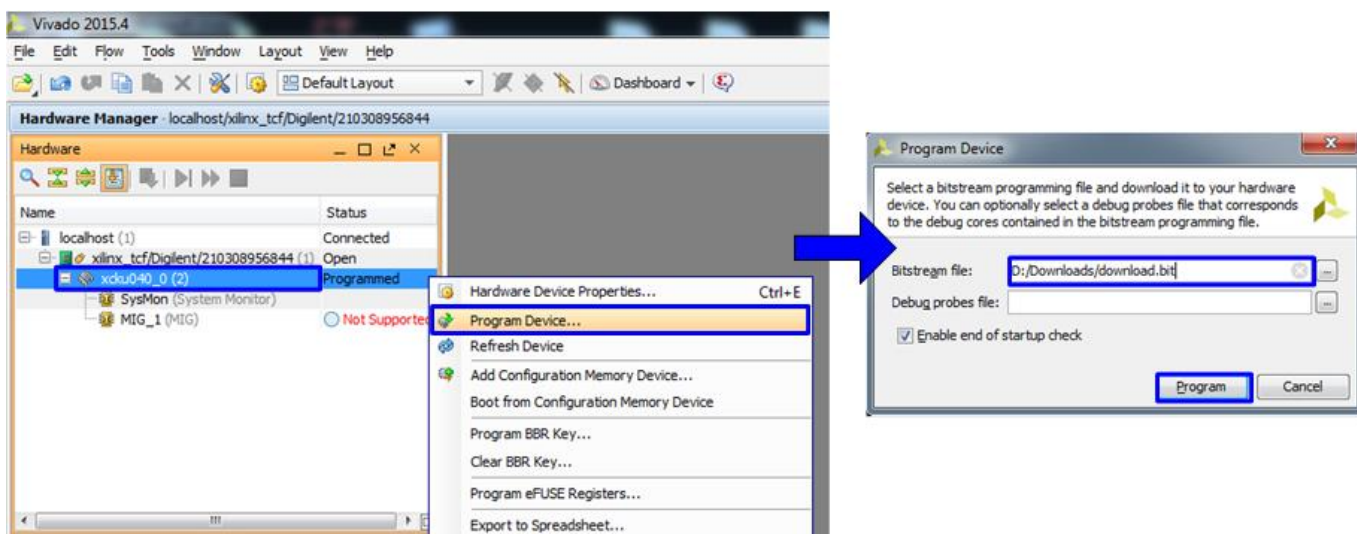 Vivado 2015.4
File Edit Flow Tools Window Layout View Help
Default Layout Dashboard
Hardware Manager - localhost/xilinx_tcf/Digilent/210308956844
Hardware
Name Status
localhost (1) Connected
xilinx_tcf/Digilent/210308956844 (1) Open
xcku040_0 (2) Programmed
SysMon (System Monitor)
MIG_1 (MIG) Not Supported
Hardware Device Properties... Ctrl+E
Program Device...
Refresh Device
Add Configuration Memory Device...
Boot from Configuration Memory Device
Program BBR Key...
Clear BBR Key...
Program eFUSE Registers...
Export to Spreadsheet...
Program Device
Select a bitstream programming file and download it to your hardware
device. You can optionally select a debug probes file that corresponds
to the debug cores contained in the bitstream programming file.
Bitstream file: D:/Downloads/download.bit
Debug probes file:
Enable end of startup check
Program Cancel